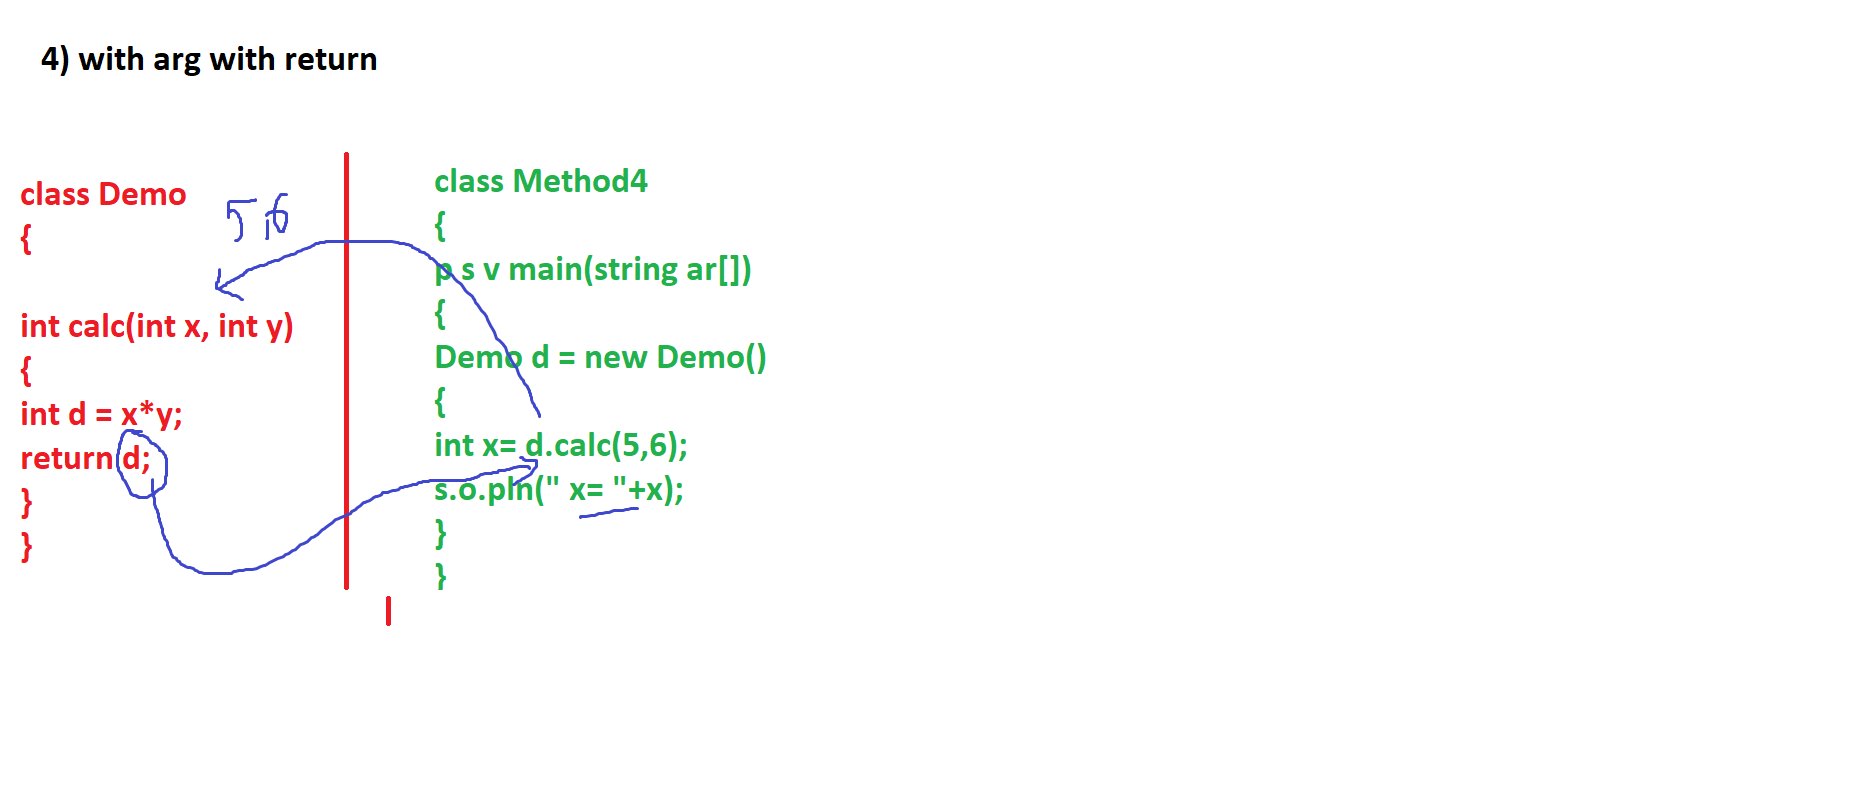 4) with arg with return
class Demo
{
int calc(int x, int y)
{
int d = x*y;
return d;
}
}
5,6
class Method4
{
p s v main(string ar[])
{
Demo d = new Demo()
{
int x= d.calc(5,6);
s.o.pln(" x= "+x);
}
}